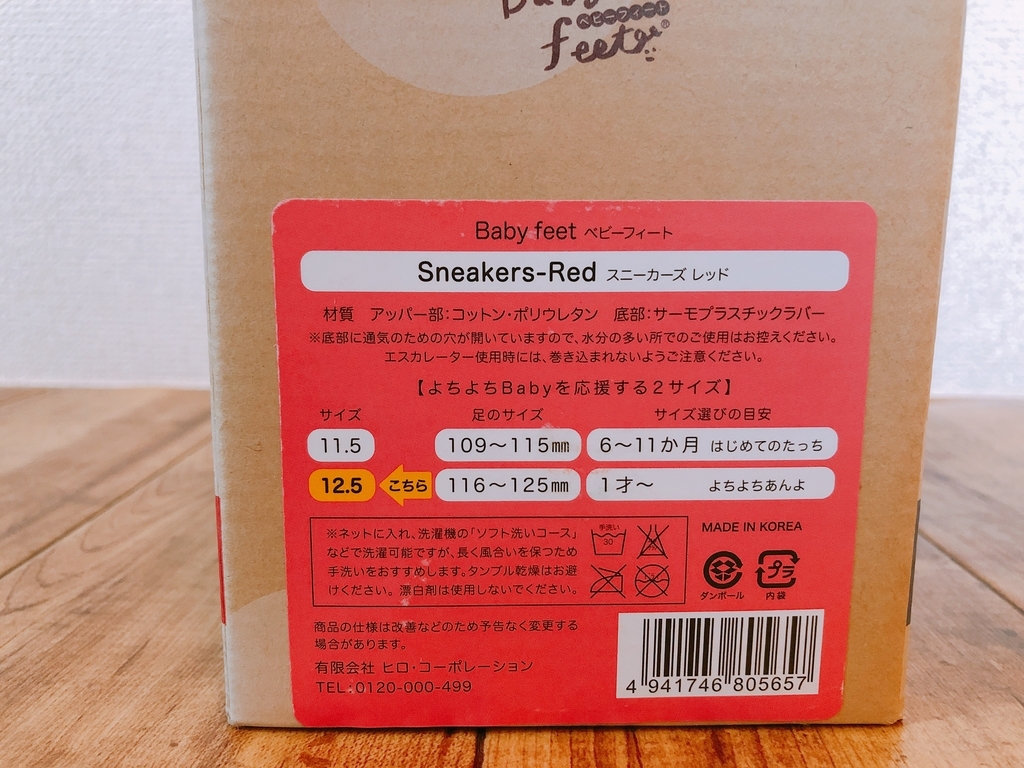 Baby
ベビーフィート
feet®
Baby feet ベビーフィート
Sneakers-Red スニーカーズ レッド
材質 アッパー部:コットン・ポリウレタン 底部:サーモプラスチックラバー
※底部に通気のための穴が開いていますので、水分の多い所でのご使用はお控えください。
エスカレーター使用時には、巻き込まれないようご注意ください。
【よちよちBabyを応援する2サイズ】
サイズ 足のサイズ サイズ選びの目安
11.5 109〜115㎜ 6〜11か月 はじめてのたっち
12.5 こちら 116〜125㎜ 1才〜 よちよちあんよ
※ネットに入れ、洗濯機の「ソフト洗いコース」
などで洗濯可能ですが、長く風合いを保つため
手洗いをおすすめします。タンブル乾燥はお避
けください。漂白剤は使用しないでください。
手洗い
30
MADE IN KOREA
プラ
ダンボール 内袋
商品の仕様は改善などのため予告なく変更する
場合があります。
有限会社 ヒロ・コーポレーション
TEL:0120-000-499
4 941746 805657